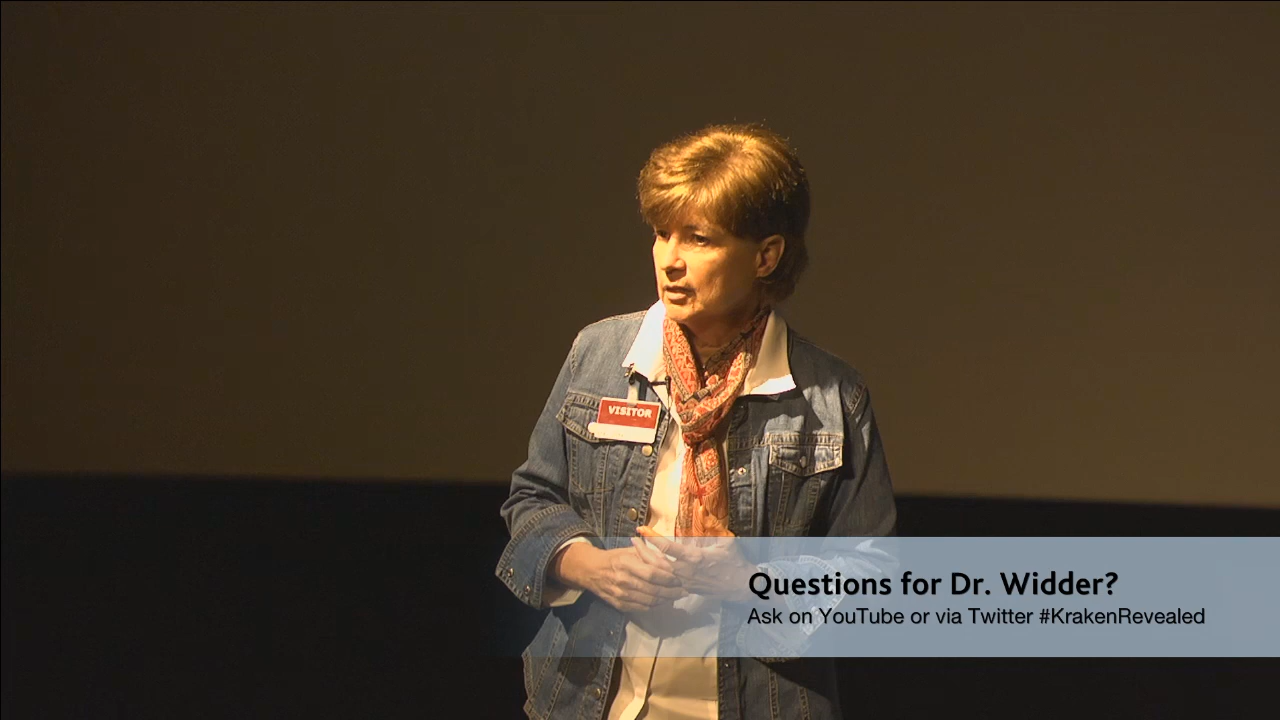 VISITOR
Questions for Dr. Widder?
Ask on YouTube or via Twitter #KrakenRevealed